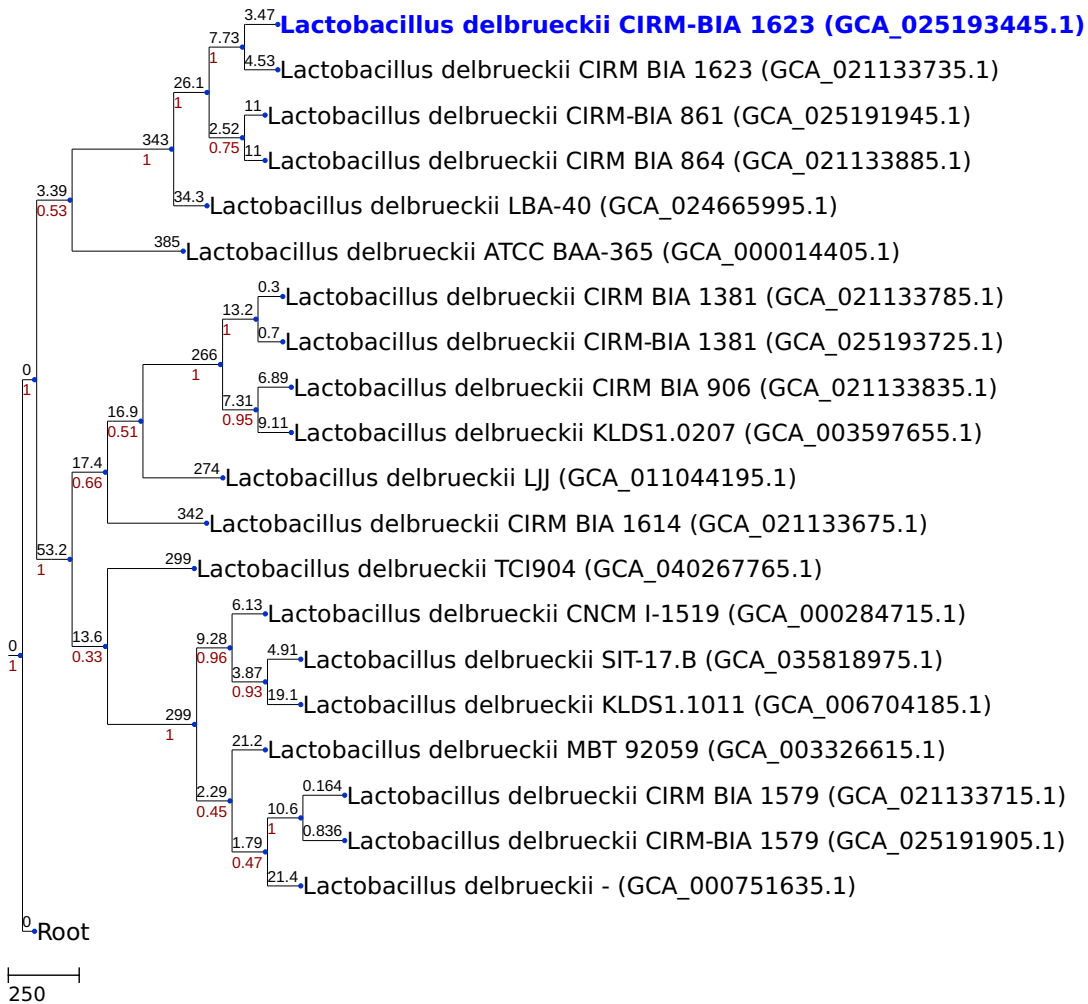 3.47
Lactobacillus delbrueckii CIRM-BIA 1623 (GCA_025193445.1)
7.73
1
4.53
Lactobacillus delbrueckii CIRM BIA 1623 (GCA_021133735.1)
26.1
1
11
Lactobacillus delbrueckii CIRM-BIA 861 (GCA_025191945.1)
2.52
0.75
343
1
11
Lactobacillus delbrueckii CIRM BIA 864 (GCA_021133885.1)
3.39
0.53
34.3
Lactobacillus delbrueckii LBA-40 (GCA_024665995.1)
385
Lactobacillus delbrueckii ATCC BAA-365 (GCA_000014405.1)
0.3
Lactobacillus delbrueckii CIRM BIA 1381 (GCA_021133785.1)
13.2
1
0.7
Lactobacillus delbrueckii CIRM-BIA 1381 (GCA_025193725.1)
266
1
0
1
6.89
Lactobacillus delbrueckii CIRM BIA 906 (GCA_021133835.1)
7.31
0.95
16.9
0.51
9.11
Lactobacillus delbrueckii KLDS1.0207 (GCA_003597655.1)
17.4
0.66
274
Lactobacillus delbrueckii LJJ (GCA_011044195.1)
342
Lactobacillus delbrueckii CIRM BIA 1614 (GCA_021133675.1)
53.2
1
299
Lactobacillus delbrueckii TCI904 (GCA_040267765.1)
6.13
Lactobacillus delbrueckii CNCM I-1519 (GCA_000284715.1)
13.6
0.33
9.28
0.96
0
1
4.91
Lactobacillus delbrueckii SIT-17.B (GCA_035818975.1)
3.87
0.93
19.1
Lactobacillus delbrueckii KLDS1.1011 (GCA_006704185.1)
299
1
21.2
Lactobacillus delbrueckii MBT 92059 (GCA_003326615.1)
2.29
0.45
0.164
Lactobacillus delbrueckii CIRM BIA 1579 (GCA_021133715.1)
10.6
1
0.836
Lactobacillus delbrueckii CIRM-BIA 1579 (GCA_025191905.1)
1.79
0.47
21.4
Lactobacillus delbrueckii - (GCA_000751635.1)
0
Root
250